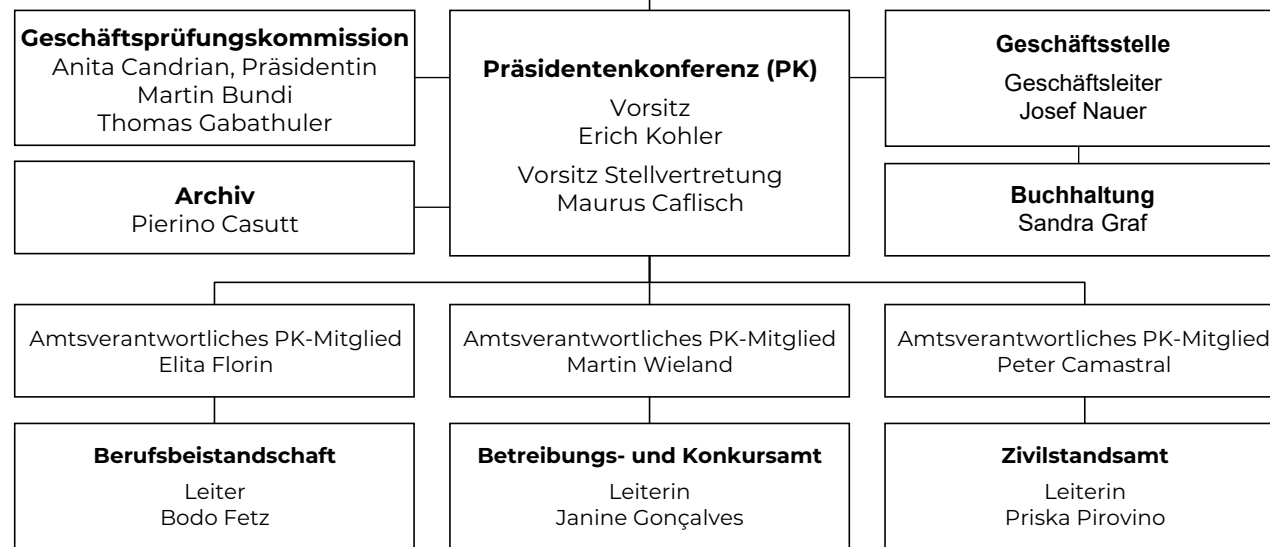 Geschäftsprüfungskommission
Anita Candrian, Präsidentin
Martin Bundi
Thomas Gabathuler
Archiv
Pierino Casutt
Präsidentenkonferenz (PK)
Vorsitz
Erich Kohler
Vorsitz Stellvertretung
Maurus Caflisch
Geschäftsstelle
Geschäftsleiter
Josef Nauer
Buchhaltung
Sandra Graf
Amtsverantwortliches PK-Mitglied
Elita Florin
Amtsverantwortliches PK-Mitglied
Martin Wieland
Amtsverantwortliches PK-Mitglied
Peter Camastral
Berufsbeistandschaft
Leiter
Bodo Fetz
Betreibungs- und Konkursamt
Leiterin
Janine Gonçalves
Zivilstandsamt
Leiterin
Priska Pirovino